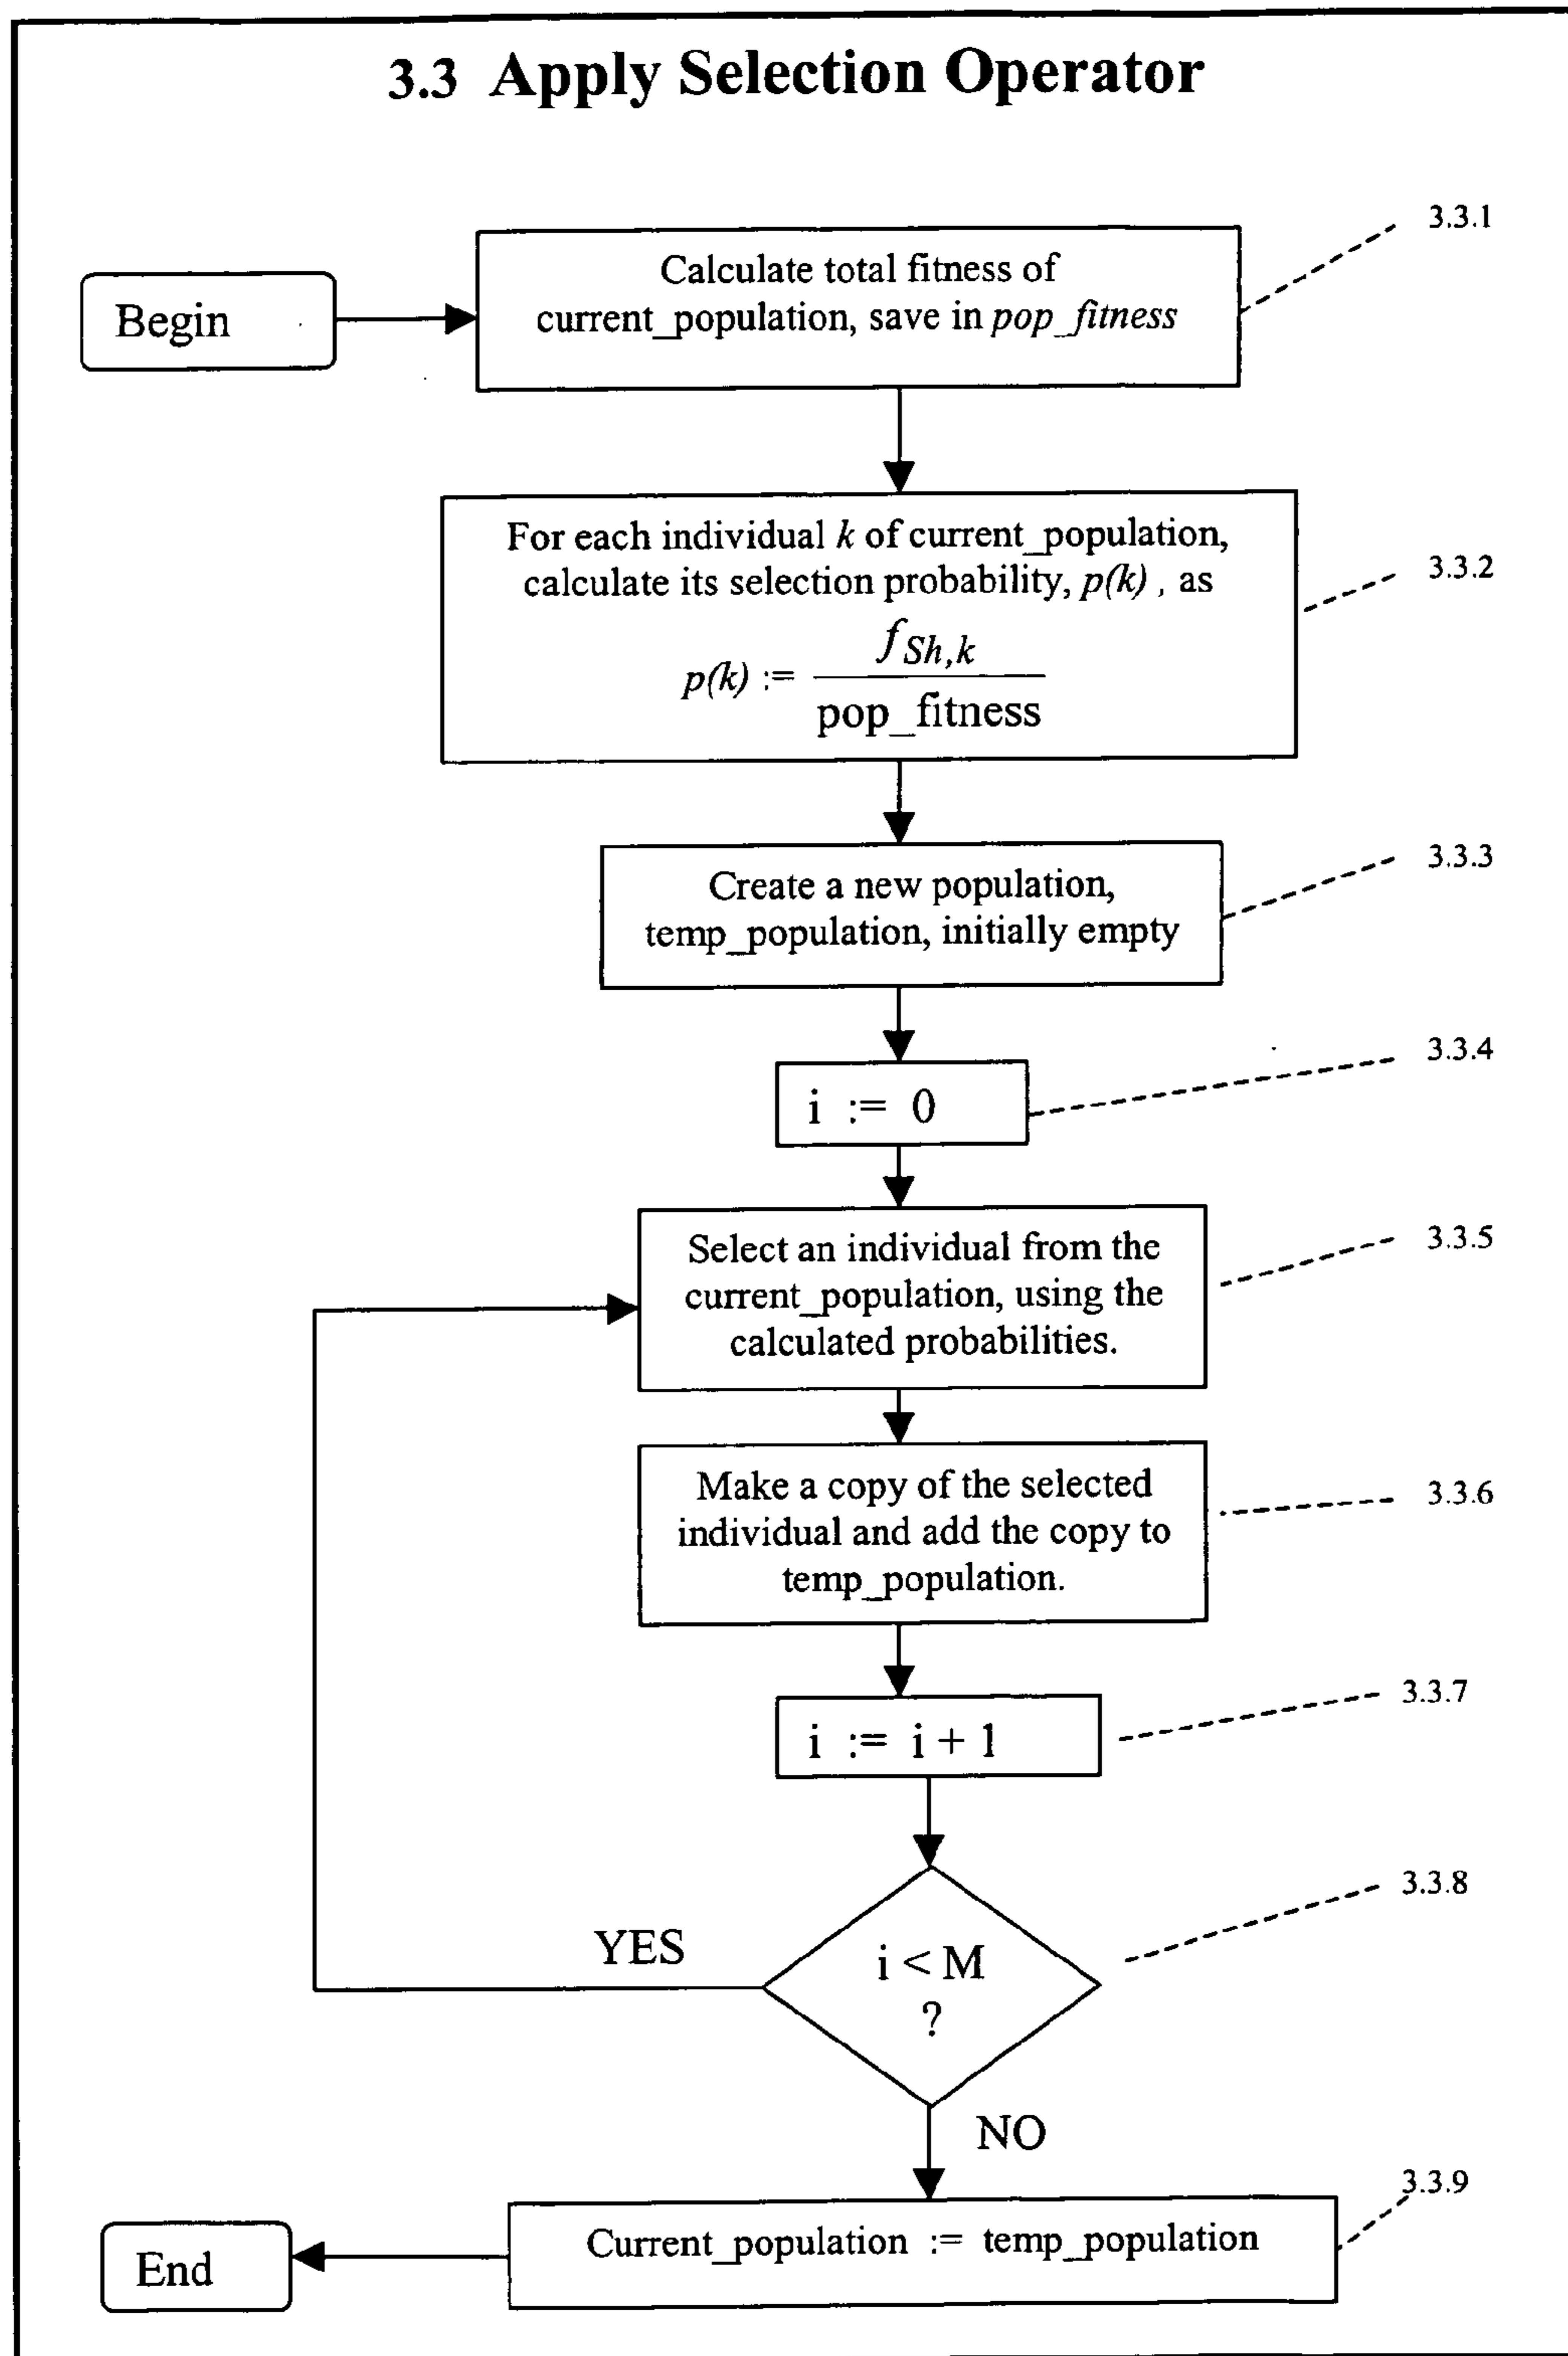 3.3 Apply Selection Operator
3.3.1
Calculate total fitness of
current_population, save in pop_fitness
Begin
For each individual k of current_population,
calculate its selection probability, p(k) , as
p(k) := f Sh,k / pop_fitness
3.3.2
Create a new population,
temp_population, initially empty
3.3.3
i := 0
3.3.4
Select an individual from the
current_population, using the
calculated probabilities.
3.3.5
Make a copy of the selected
individual and add the copy to
temp_population.
3.3.6
i := i + 1
3.3.7
i < M
?
3.3.8
YES
NO
Current_population := temp_population
3.3.9
End